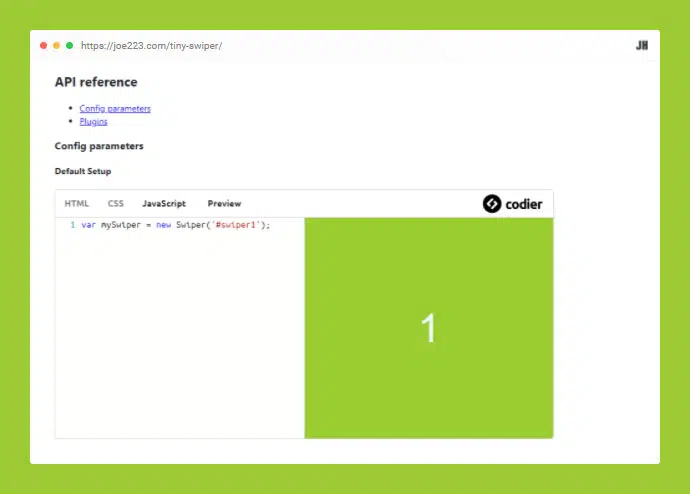 https://joe223.com/tiny-swiper/
JH
API reference
Config parameters
Plugins
Config parameters
Default Setup
HTML CSS JavaScript Preview codier
1 var mySwiper = new Swiper('#swiper1');
1